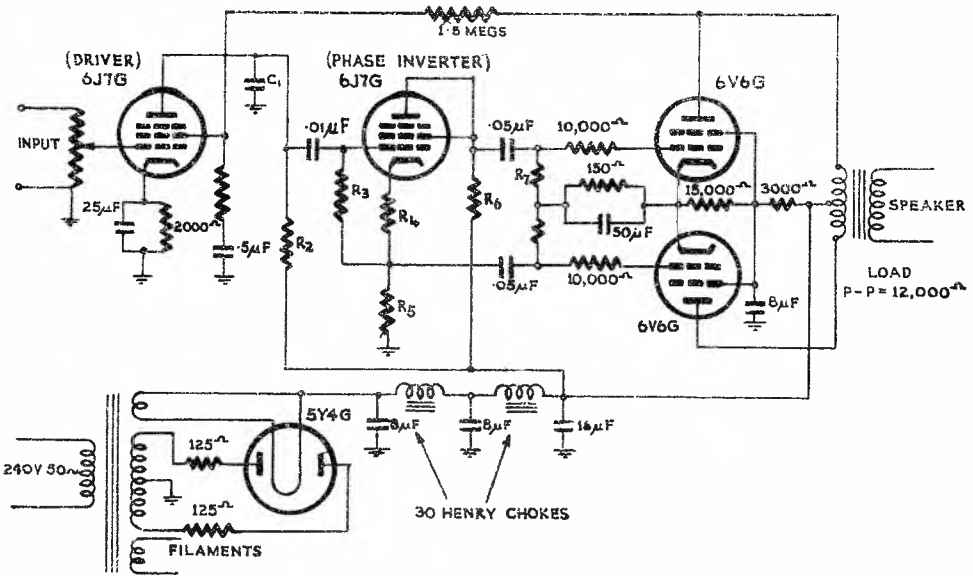 1·5 MEGS
(DRIVER)
6J7G
C₁
(PHASE INVERTER)
6J7G
6V6G
INPUT
·01µF
·05µF
10,000Ω
R₃
R₇
150Ω
15,000Ω
3000Ω
SPEAKER
25µF
2000Ω
R₂
R₄
R₆
50µF
·5µF
·05µF
10,000Ω
LOAD
P-P=12,000Ω
R₅
6V6G
8µF
5Y4G
8µF
8µF
16µF
125Ω
240V 50~
125Ω
30 HENRY CHOKES
FILAMENTS